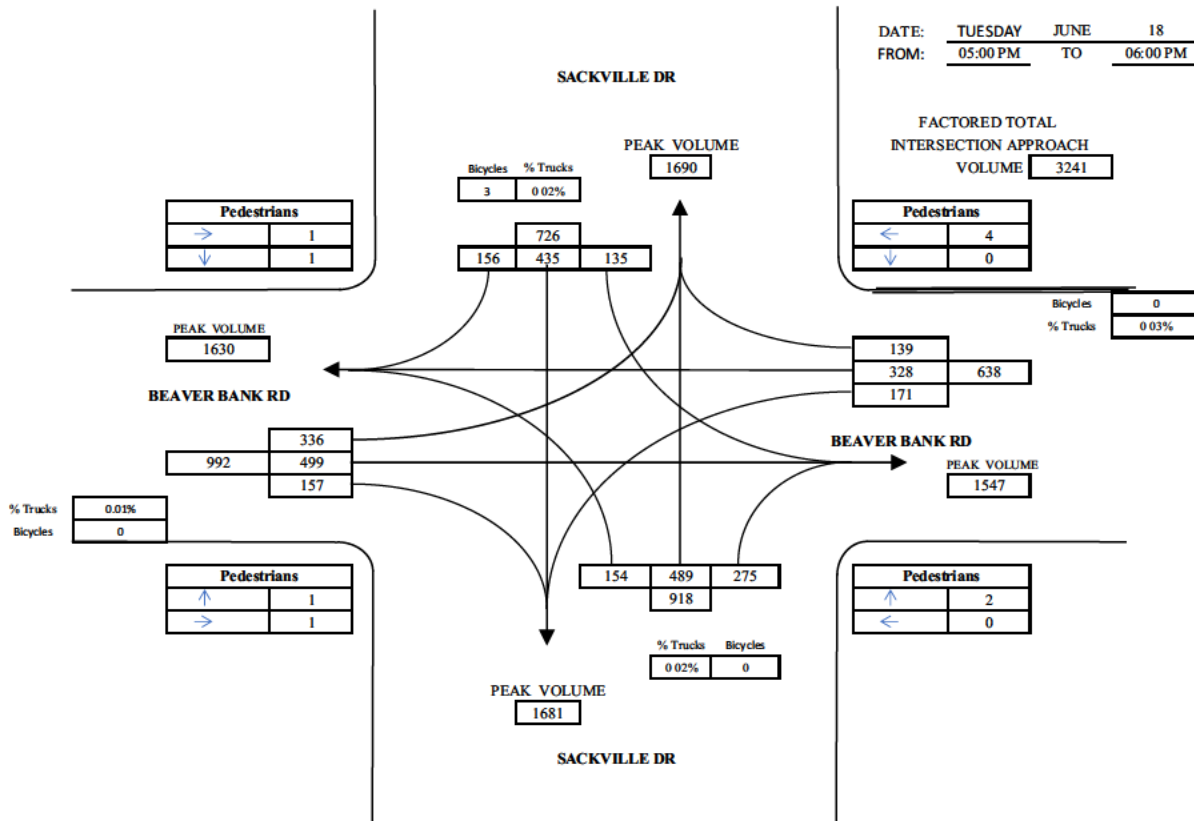 DATE: TUESDAY JUNE 18
FROM: 05:00 PM TO 06:00 PM
SACKVILLE DR
FACTORED TOTAL
INTERSECTION APPROACH
VOLUME 3241
PEAK VOLUME
1690
Bicycles % Trucks
3 0 02%
Pedestrians
→ 1
↓ 1
Pedestrians
← 4
↓ 0
726
156 435 135
Bicycles 0
% Trucks 0 03%
PEAK VOLUME
1630
139
328 638
171
BEAVER BANK RD
336
992 499
157
BEAVER BANK RD
PEAK VOLUME
1547
% Trucks 0.01%
Bicycles 0
Pedestrians
↑ 1
→ 1
154 489 275
918
Pedestrians
↑ 2
← 0
% Trucks Bicycles
0 02% 0
PEAK VOLUME
1681
SACKVILLE DR